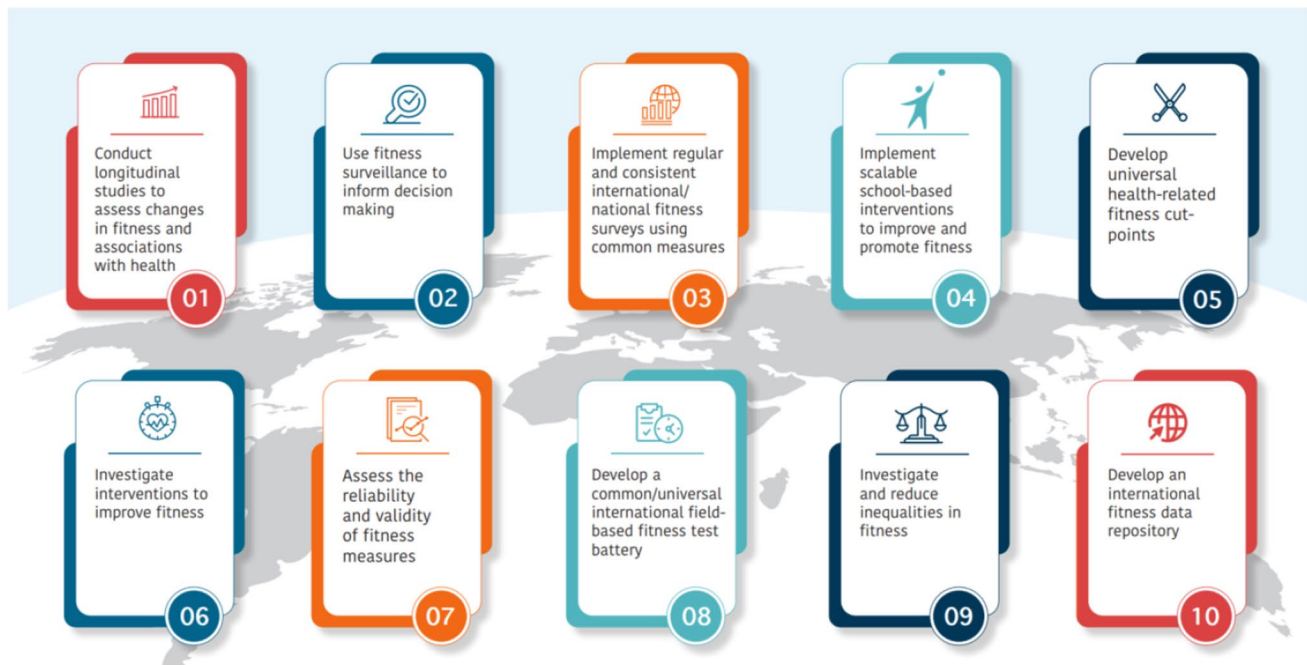 Conduct
longitudinal
studies to
assess changes
in fitness and
associations
with health
01
Use fitness
surveillance to
inform decision
making
02
Implement regular
and consistent
international/
national fitness
surveys using
common measures
03
Implement
scalable
school-based
interventions
to improve and
promote fitness
04
Develop
universal
health-related
fitness cut-
points
05
Investigate
interventions to
improve fitness
06
Assess the
reliability
and validity
of fitness
measures
07
Develop a
common/universal
international field-
based fitness test
battery
08
Investigate
and reduce
inequalities in
fitness
09
Develop an
international
fitness data
repository
10